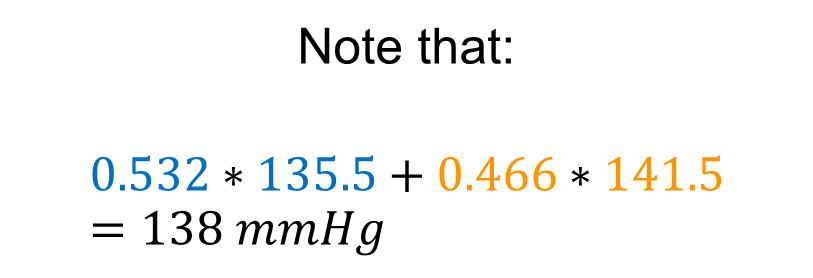 Note that:
0.532 * 135.5 + 0.466 * 141.5
= 138 mmHg